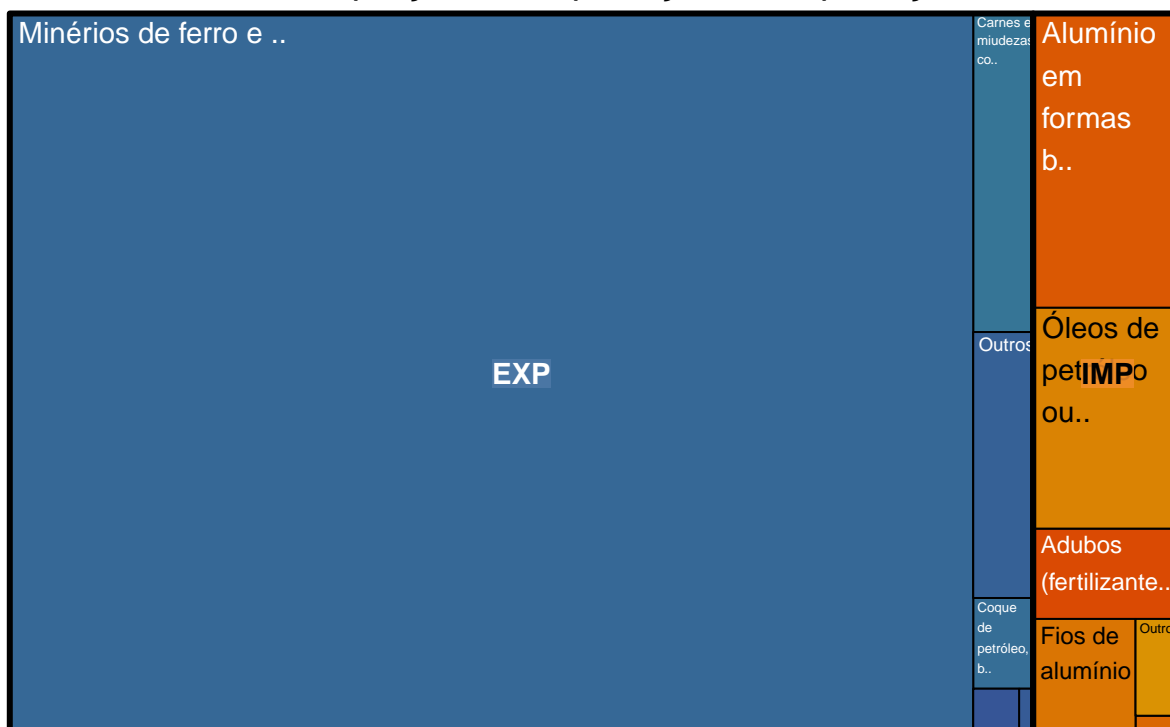 Minérios de ferro e ..
EXP
Carnes e
miudezas
co..
Outros
Coque
de
petróleo,
b..
Alumínio
em
formas
b..
Óleos de
IMP
ou..
Adubos
(fertilizante..
Fios de
alumínio
Outro